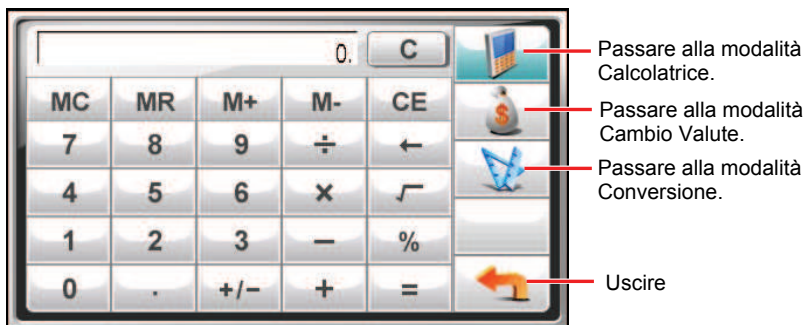 0. C
MC MR M+ M- CE
7 8 9 ÷ ←
4 5 6 × √
1 2 3 − %
0 . +/− + =
$
Passare alla modalità
Calcolatrice.
Passare alla modalità
Cambio Valute.
Passare alla modalità
Conversione.
Uscire